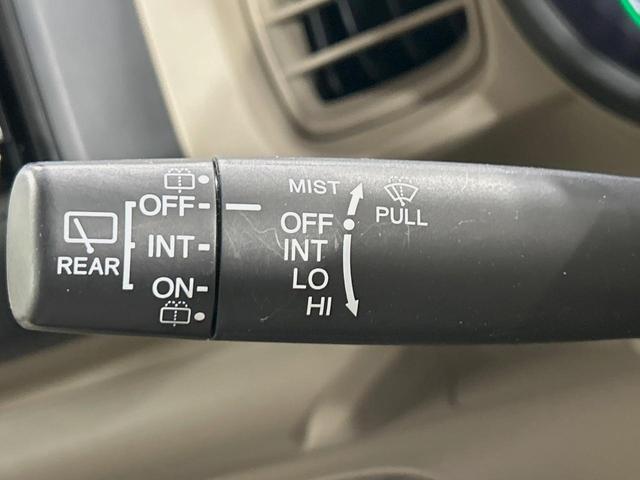 REAR
OFF
INT
ON
MIST
OFF
INT
LO
HI
PULL